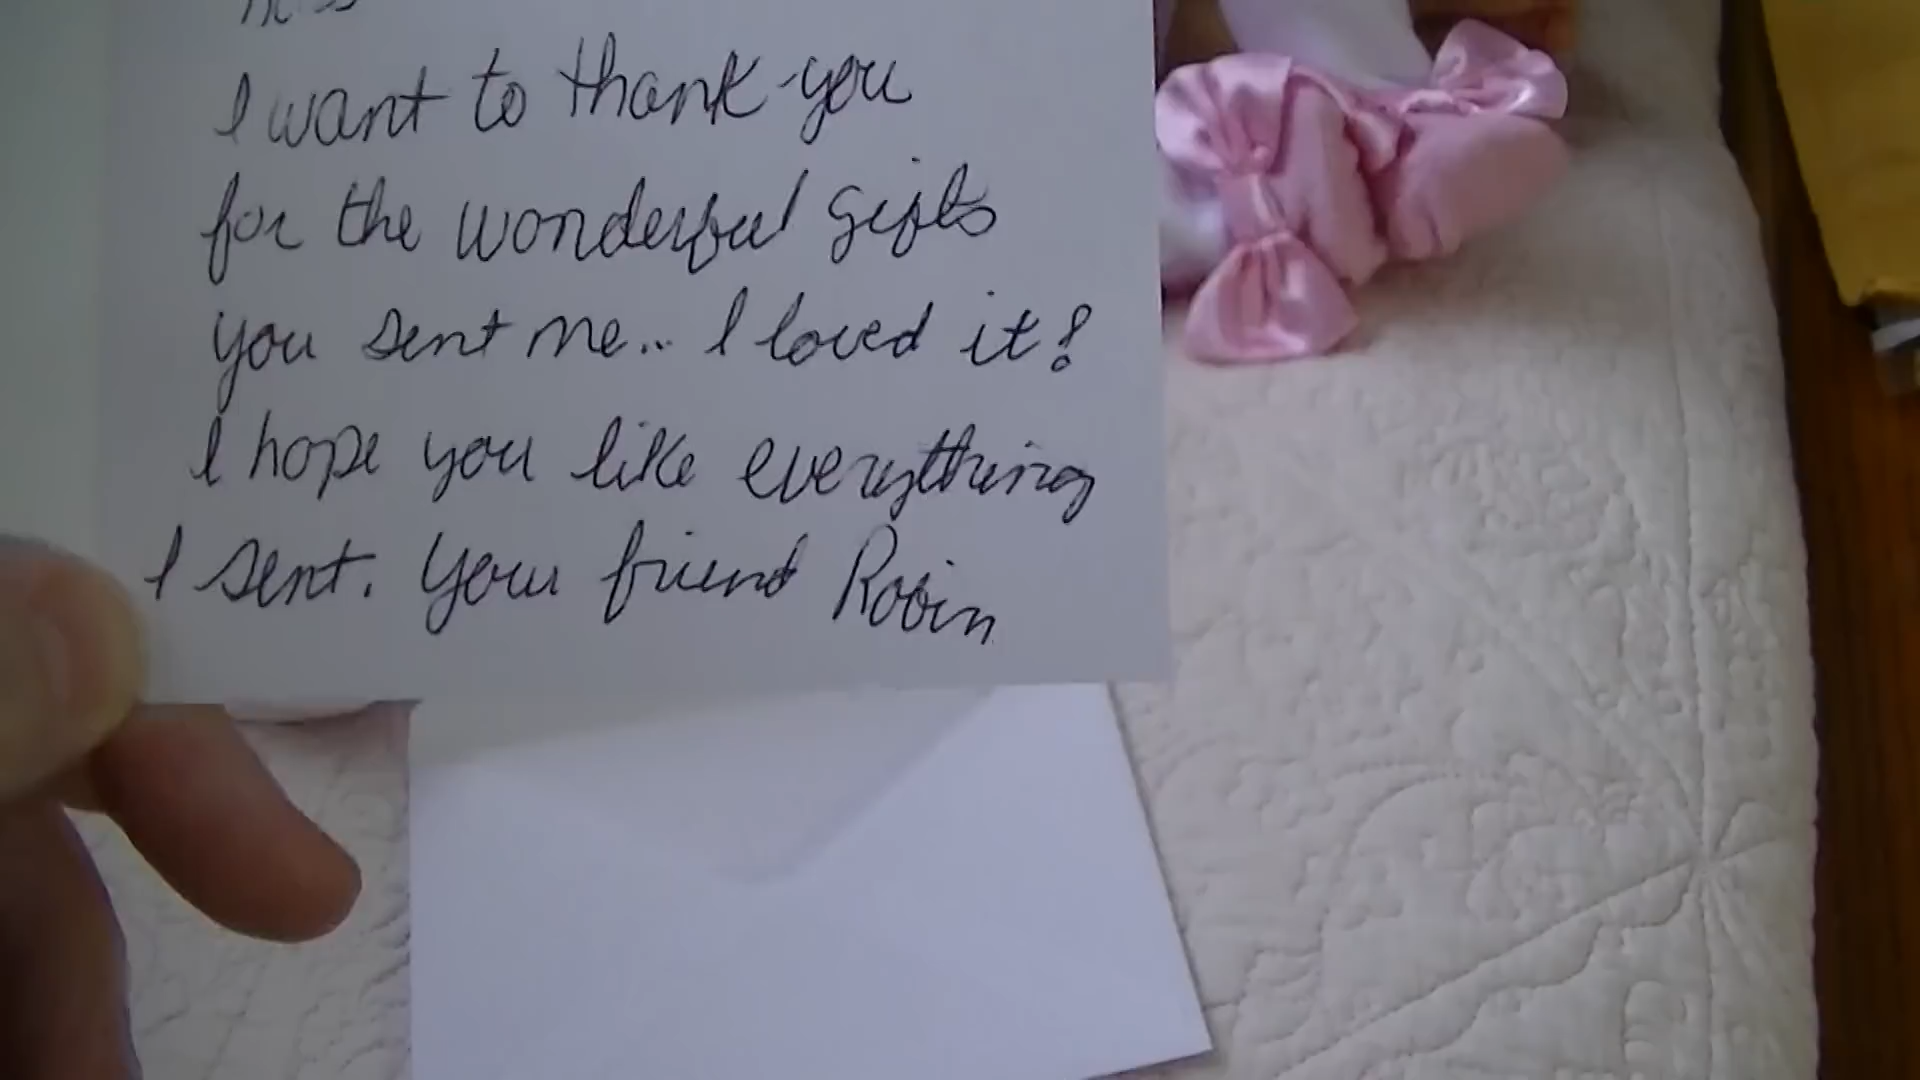 I want to thank you
for the wonderful gifts
you sent me.. I loved it!
I hope you like everything
I sent. Your friend Robin